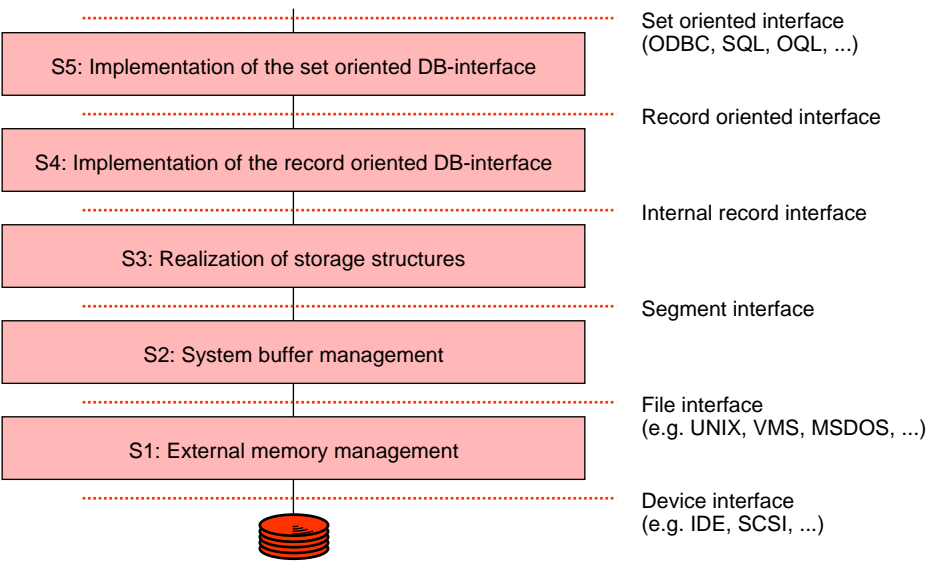 Set oriented interface
(ODBC, SQL, OQL, ...)
S5: Implementation of the set oriented DB-interface
Record oriented interface
S4: Implementation of the record oriented DB-interface
Internal record interface
S3: Realization of storage structures
Segment interface
S2: System buffer management
File interface
(e.g. UNIX, VMS, MSDOS, ...)
S1: External memory management
Device interface
(e.g. IDE, SCSI, ...)